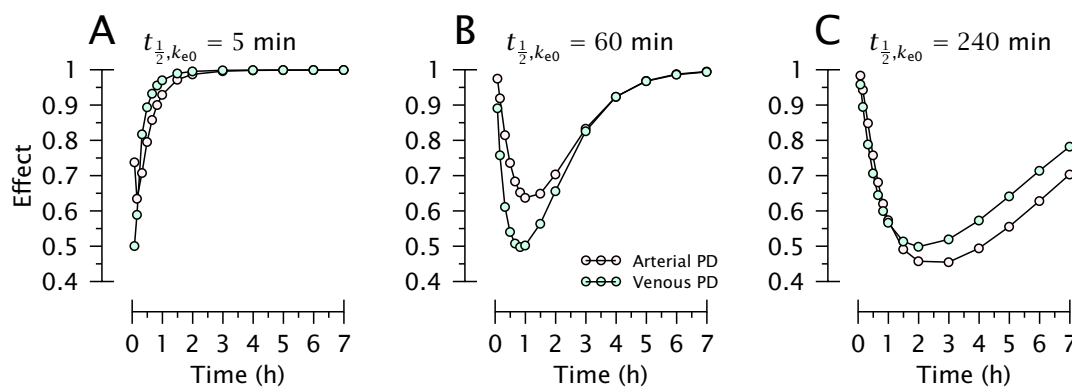 A
t½,ke0 = 5 min
B
t½,ke0 = 60 min
C
t½,ke0 = 240 min
Effect
1
0.9
0.8
0.7
0.6
0.5
0.4
0 1 2 3 4 5 6 7
Time (h)
1
0.9
0.8
0.7
0.6
0.5
0.4
Arterial PD
Venous PD
0 1 2 3 4 5 6 7
Time (h)
1
0.9
0.8
0.7
0.6
0.5
0.4
0 1 2 3 4 5 6 7
Time (h)